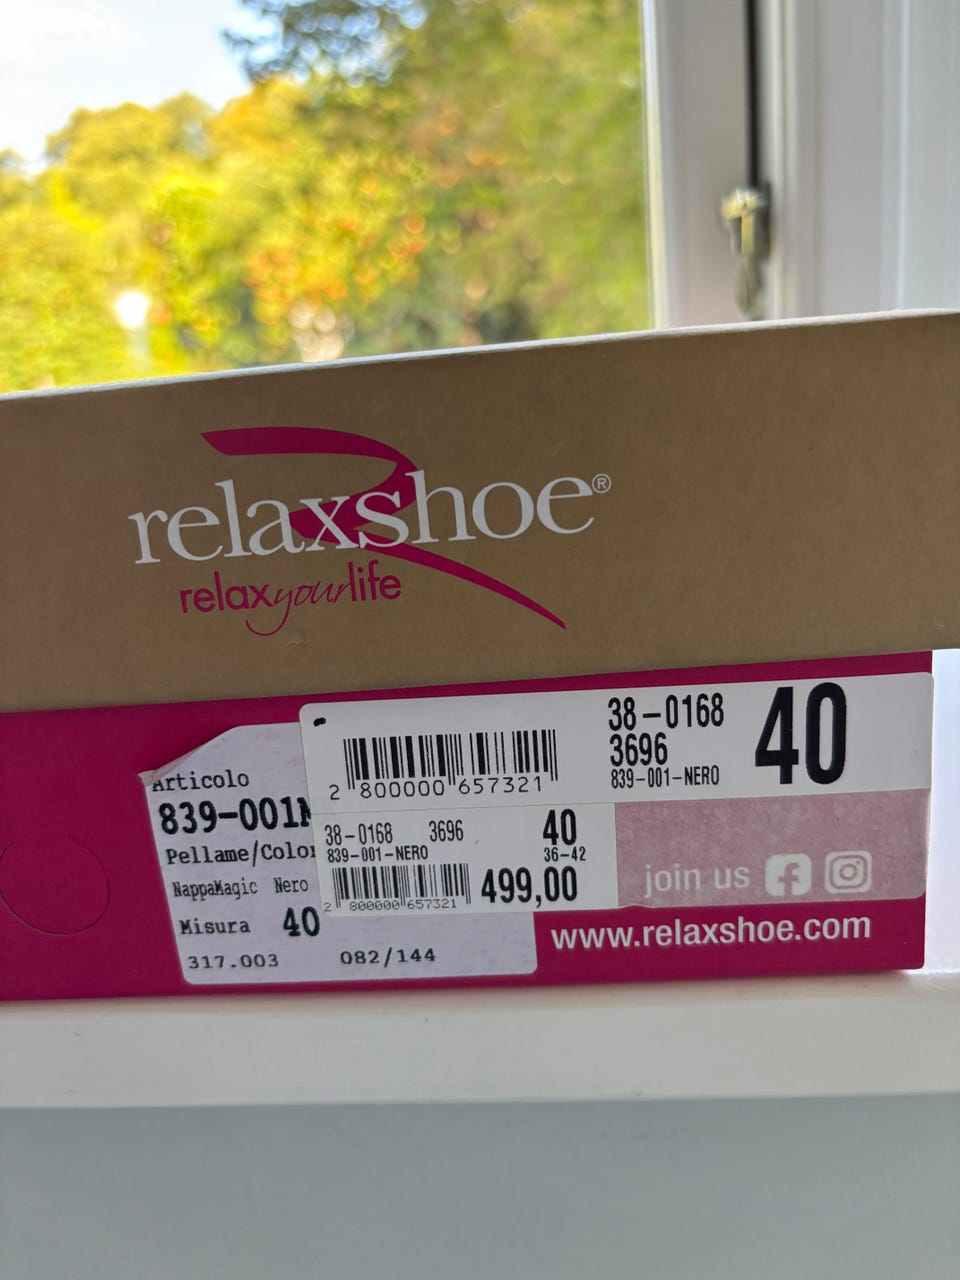 relaxshoe®
relaxyourlife
38-0168
3696
839-001-NERO
40
2 800000 657321
Articolo
839-001
Pellame/Color
NappaMagic Nero
Misura 40
317.003 082/144
38-0168 3696 40
839-001-NERO 36-42
499,00
2 800000 657321
join us
www.relaxshoe.com